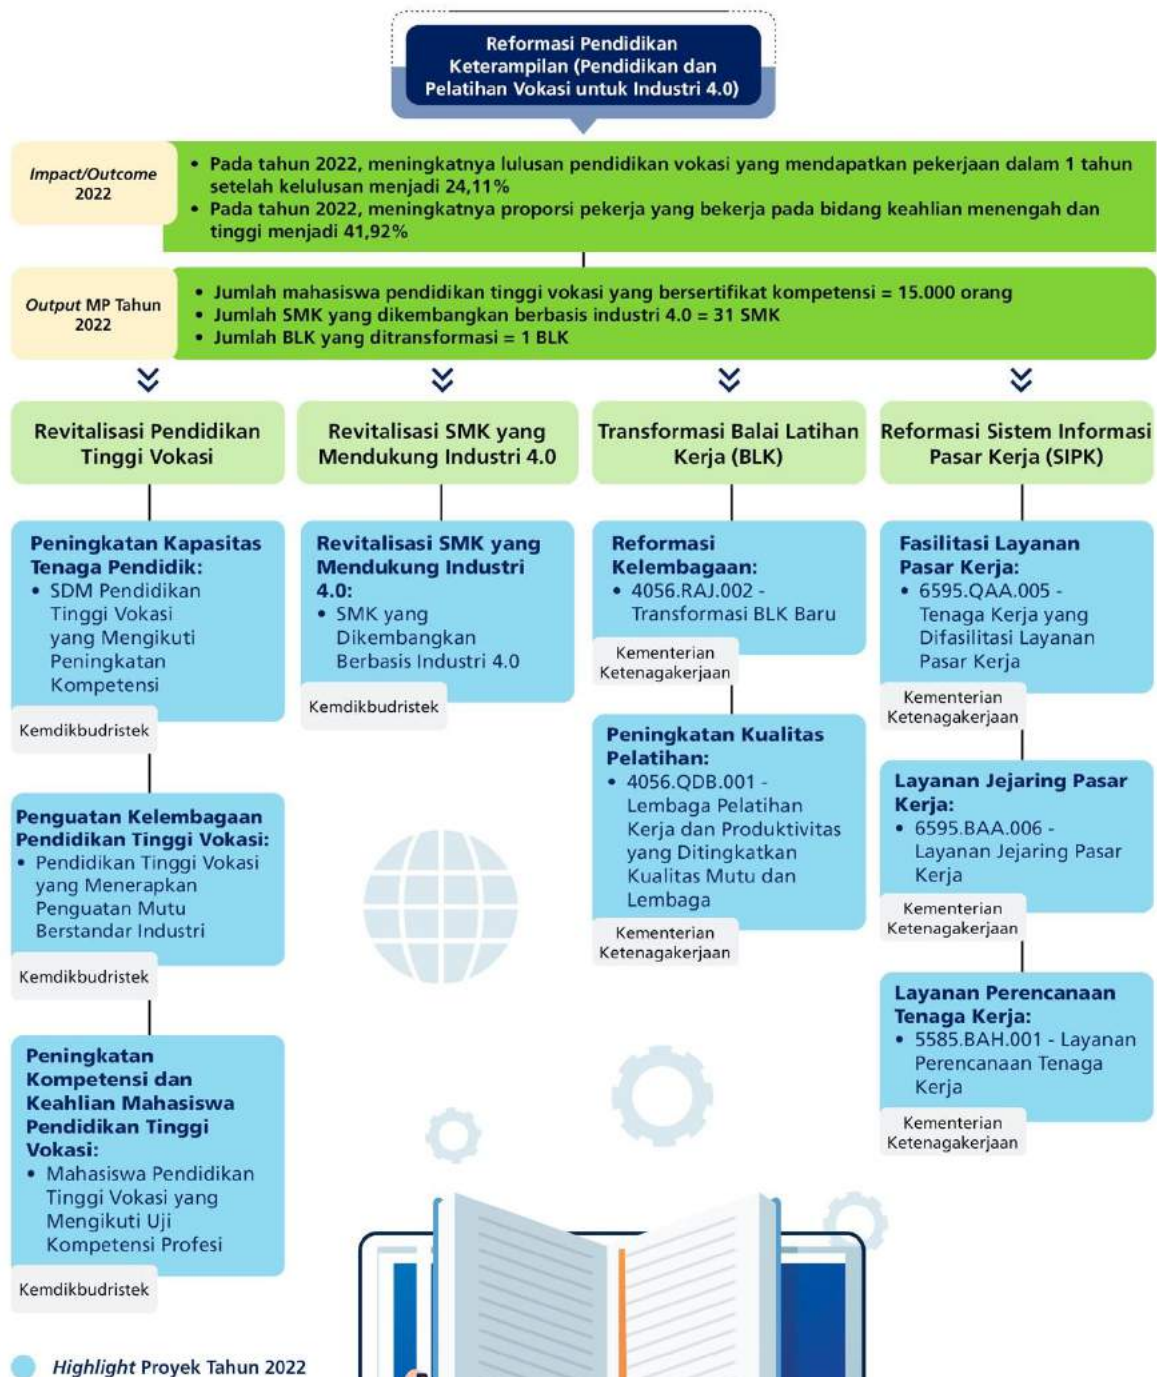 Reformasi Pendidikan
Keterampilan (Pendidikan dan
Pelatihan Vokasi untuk Industri 4.0)
Impact/Outcome
2022
• Pada tahun 2022, meningkatnya lulusan pendidikan vokasi yang mendapatkan pekerjaan dalam 1 tahun
setelah kelulusan menjadi 24,11%
• Pada tahun 2022, meningkatnya proporsi pekerja yang bekerja pada bidang keahlian menengah dan
tinggi menjadi 41,92%
Output MP Tahun
2022
• Jumlah mahasiswa pendidikan tinggi vokasi yang bersertifikat kompetensi = 15.000 orang
• Jumlah SMK yang dikembangkan berbasis industri 4.0 = 31 SMK
• Jumlah BLK yang ditransformasi = 1 BLK
Revitalisasi Pendidikan
Tinggi Vokasi
Peningkatan Kapasitas
Tenaga Pendidik:
• SDM Pendidikan
Tinggi Vokasi
yang Mengikuti
Peningkatan
Kompetensi
Kemdikbudristek
Penguatan Kelembagaan
Pendidikan Tinggi Vokasi:
• Pendidikan Tinggi Vokasi
yang Menerapkan
Penguatan Mutu
Berstandar Industri
Kemdikbudristek
Peningkatan
Kompetensi dan
Keahlian Mahasiswa
Pendidikan Tinggi
Vokasi:
• Mahasiswa Pendidikan
Tinggi Vokasi yang
Mengikuti Uji
Kompetensi Profesi
Kemdikbudristek
Revitalisasi SMK yang
Mendukung Industri 4.0
Revitalisasi SMK yang
Mendukung Industri
4.0:
• SMK yang
Dikembangkan
Berbasis Industri 4.0
Kemdikbudristek
Transformasi Balai Latihan
Kerja (BLK)
Reformasi
Kelembagaan:
• 4056.RAJ.002 -
Transformasi BLK Baru
Kementerian
Ketenagakerjaan
Peningkatan Kualitas
Pelatihan:
• 4056.QDB.001 -
Lembaga Pelatihan
Kerja dan Produktivitas
yang Ditingkatkan
Kualitas Mutu dan
Lembaga
Kementerian
Ketenagakerjaan
Reformasi Sistem Informasi
Pasar Kerja (SIPK)
Fasilitasi Layanan
Pasar Kerja:
• 6595.QAA.005 -
Tenaga Kerja yang
Difasilitasi Layanan
Pasar Kerja
Kementerian
Ketenagakerjaan
Layanan Jejaring Pasar
Kerja:
• 6595.BAA.006 -
Layanan Jejaring Pasar
Kerja
Kementerian
Ketenagakerjaan
Layanan Perencanaan
Tenaga Kerja:
• 5585.BAH.001 - Layanan
Perencanaan Tenaga
Kerja
Kementerian
Ketenagakerjaan
Highlight Proyek Tahun 2022